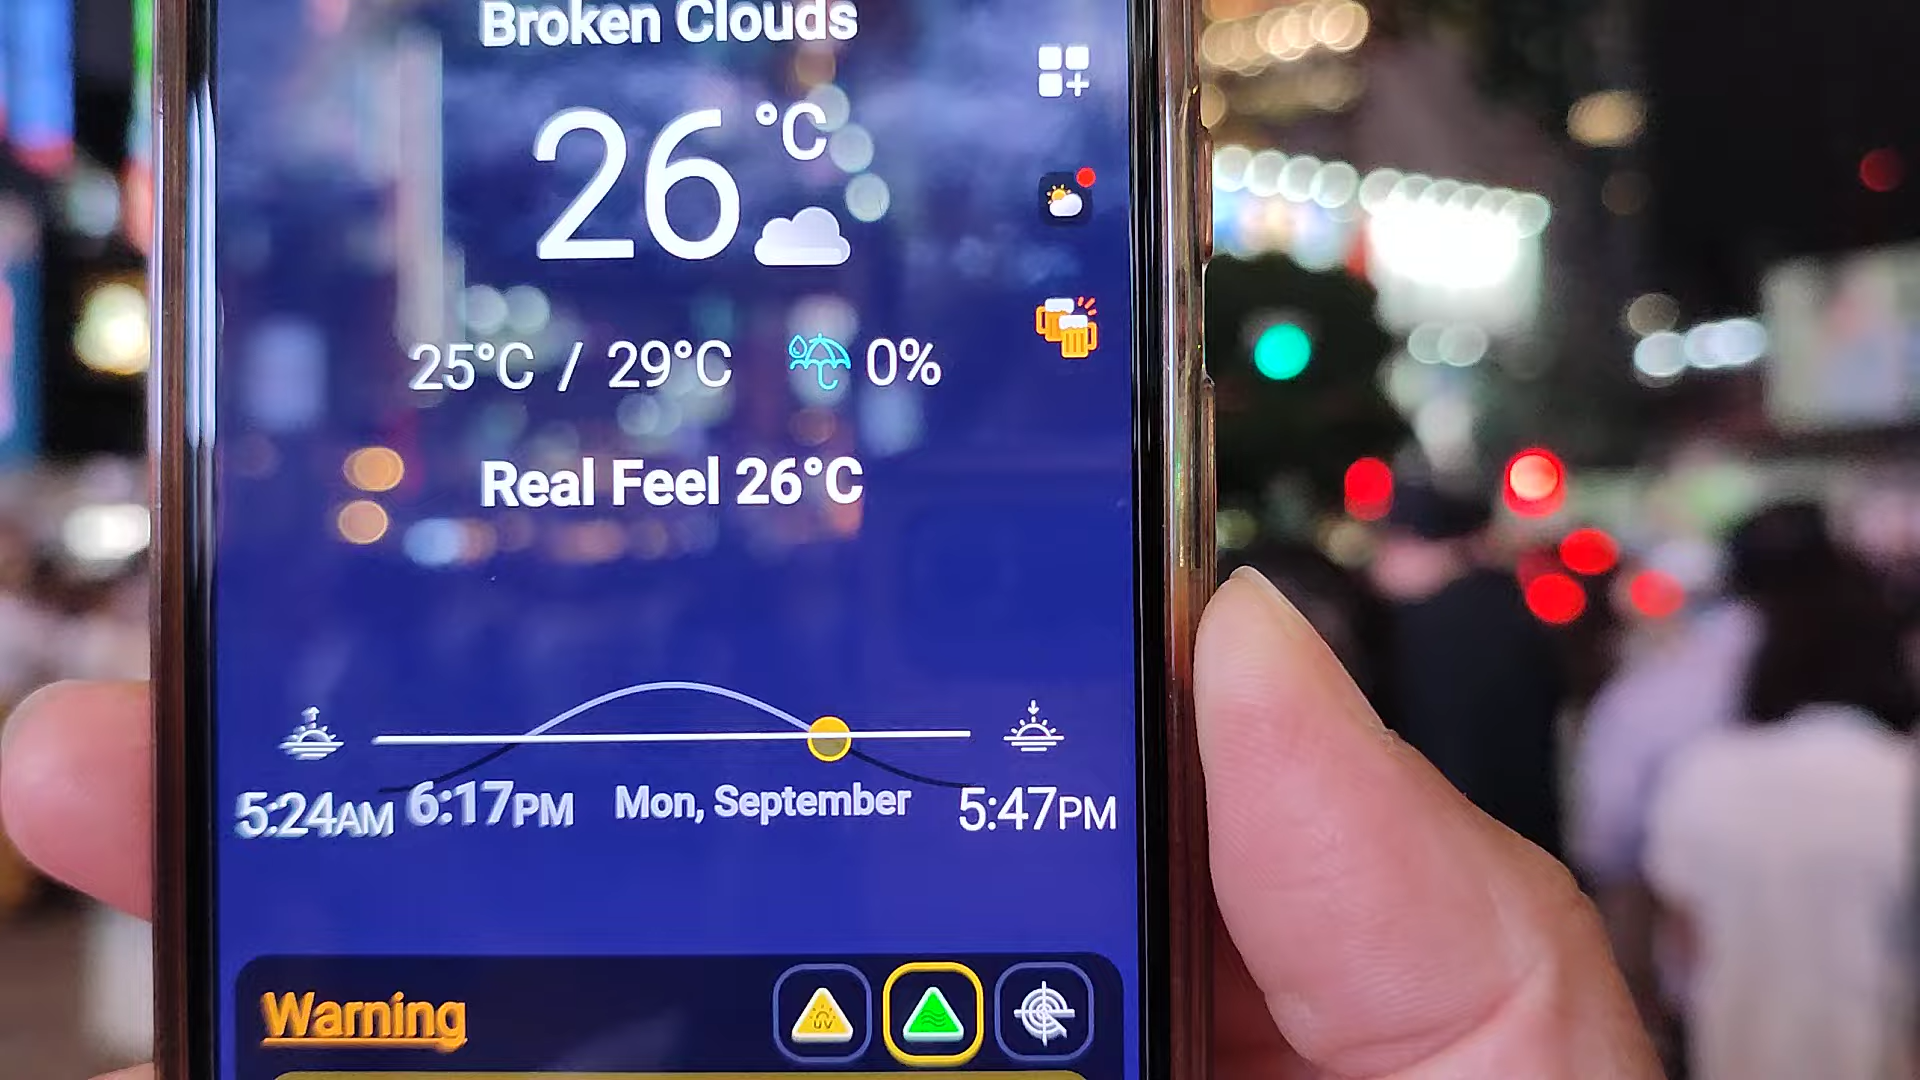 Broken Clouds
26 °C
25°C / 29°C 0%
Real Feel 26°C
5:24AM 6:17PM Mon, September 5:47PM
Warning
UV